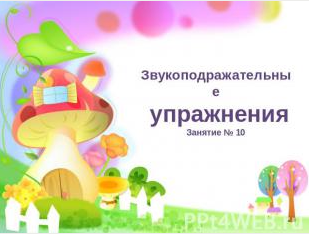 Звукоподражательны
е
упражнения
Занятие № 10
PPt4WEB.ru